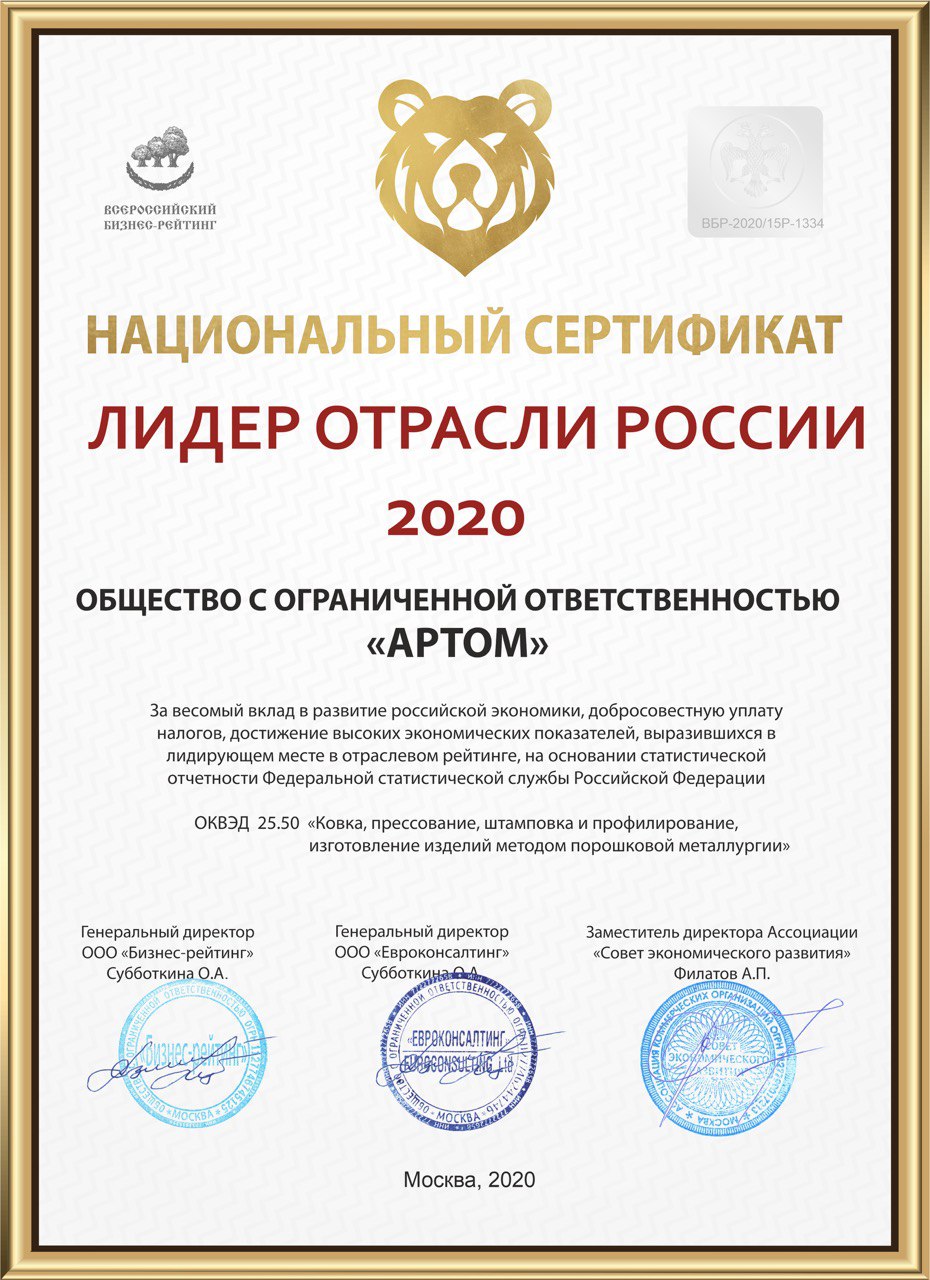 ВСЕРОССИЙСКИЙ
БИЗНЕС-РЕЙТИНГ
ВБР-2020/15Р-1334
НАЦИОНАЛЬНЫЙ СЕРТИФИКАТ
ЛИДЕР ОТРАСЛИ РОССИИ
2020
ОБЩЕСТВО С ОГРАНИЧЕННОЙ ОТВЕТСТВЕННОСТЬЮ
«АРТОМ»
За весомый вклад в развитие российской экономики, добросовестную уплату
налогов, достижение высоких экономических показателей, выразившихся в
лидирующем месте в отраслевом рейтинге, на основании статистической
отчетности Федеральной статистической службы Российской Федерации
ОКВЭД 25.50 «Ковка, прессование, штамповка и профилирование,
изготовление изделий методом порошковой металлургии»
Генеральный директор
ООО «Бизнес-рейтинг»
Субботкина О.А.
Генеральный директор
ООО «Евроконсалтинг»
Субботкина О.А.
Заместитель директора Ассоциации
«Совет экономического развития»
Филатов А.П.
«Бизнес-рейтинг»
МОСКВА
«ЕВРОКОНСАЛТИНГ»
EUROCONSULTING Ltd
МОСКВА
СОВЕТ
ЭКОНОМИЧЕСКОГО
РАЗВИТИЯ
МОСКВА
Москва, 2020